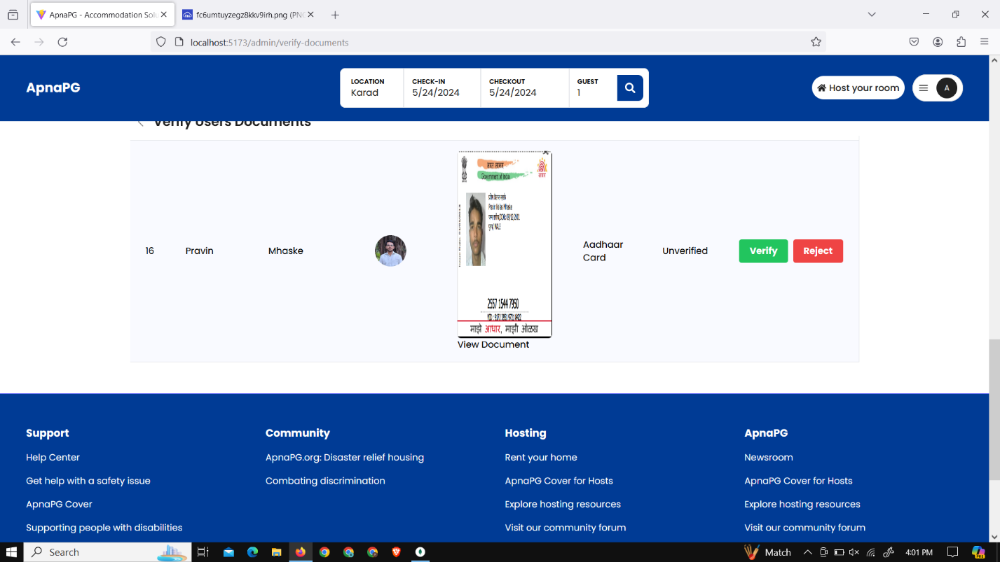 ApnaPG - Accommodation Solu
fc6umtuyzegz8kkv9irh.png (PNG
localhost:5173/admin/verify-documents
ApnaPG
LOCATION
Karad
CHECK-IN
5/24/2024
CHECKOUT
5/24/2024
GUEST
1
Host your room
A
Verify Users Documents
भारत सरकार
Government of India
Mhaske
/ MALE
2557 1544 7950
माझे आधार, माझी ओळख
16
Pravin
Mhaske
View Document
Aadhaar
Card
Unverified
Verify
Reject
Support
Help Center
Get help with a safety issue
ApnaPG Cover
Supporting people with disabilities
Community
ApnaPG.org: Disaster relief housing
Combating discrimination
Hosting
Rent your home
ApnaPG Cover for Hosts
Explore hosting resources
Visit our community forum
ApnaPG
Newsroom
ApnaPG Cover for Hosts
Explore hosting resources
Visit our community forum
Search
Match
4:01 PM
PRE